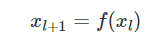 x_{l+1} = f(x_l)